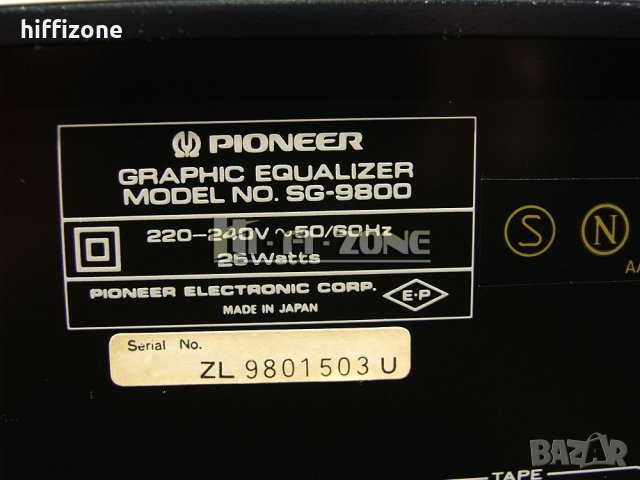 hiffizone
PIONEER
GRAPHIC EQUALIZER
MODEL NO. SG-9800
220-240V ~50/60Hz
25 Watts
Hi-Fi-ZONE
PIONEER ELECTRONIC CORP.
E-P
MADE IN JAPAN
S N
Serial No.
ZL 9801503 U
TAPE
BAZAR